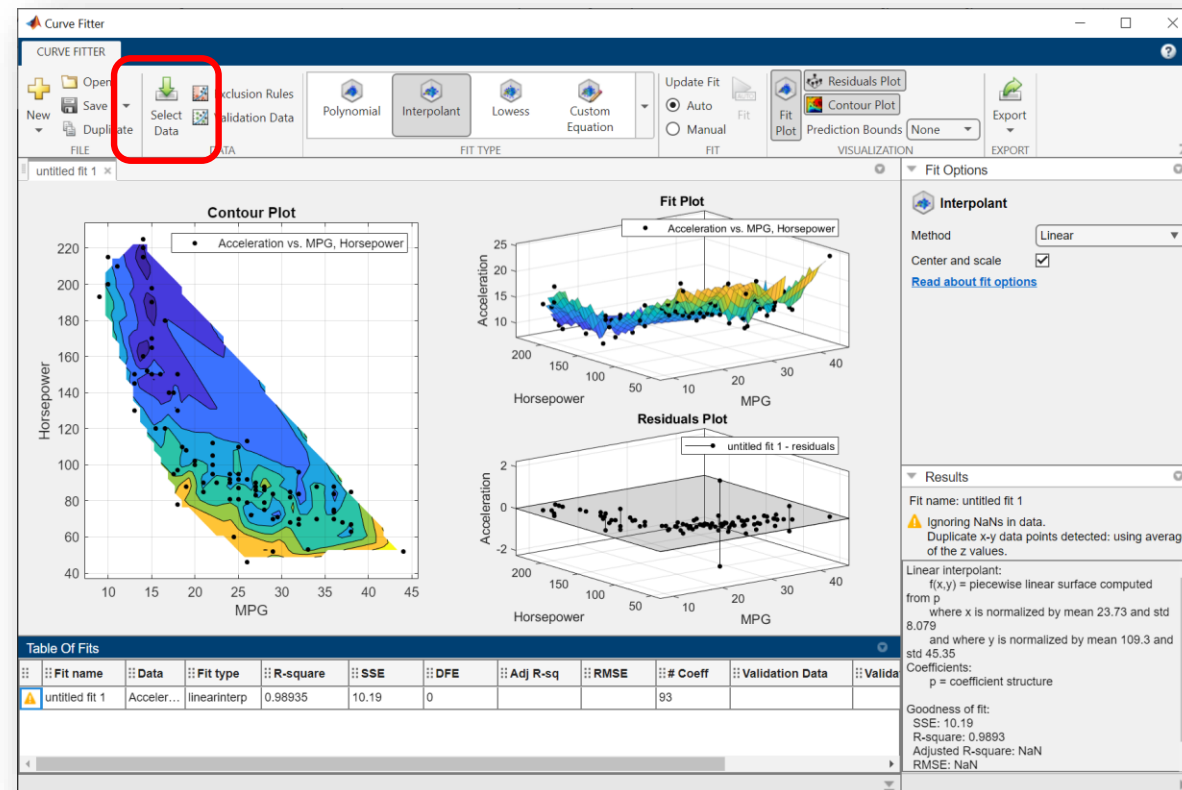 Curve Fitter
CURVE FITTER
New
Open
Save
Duplicate
FILE
Select
Data
Exclusion Rules
Validation Data
DATA
Polynomial
Interpolant
Lowess
Custom
Equation
FIT TYPE
Update Fit
Auto
Manual
Fit
FIT
Fit
Plot
Residuals Plot
Contour Plot
Prediction Bounds None
VISUALIZATION
Export
EXPORT
untitled fit 1
Contour Plot
Acceleration vs. MPG, Horsepower
Horsepower
220
200
180
160
140
120
100
80
60
40
10 15 20 25 30 35 40 45
MPG
Fit Plot
Acceleration vs. MPG, Horsepower
Acceleration
25
20
15
10
200 150 100 50
Horsepower
10 20 30 40
MPG
Residuals Plot
untitled fit 1 - residuals
Acceleration
2
0
-2
200 150 100 50
Horsepower
10 20 30 40
MPG
Fit Options
Interpolant
Method Linear
Center and scale
Read about fit options
Results
Fit name: untitled fit 1
Ignoring NaNs in data.
Duplicate x-y data points detected: using averag
of the z values.
Linear interpolant:
f(x,y) = piecewise linear surface computed
from p
where x is normalized by mean 23.73 and std
8.079
and where y is normalized by mean 109.3 and
std 45.35
Coefficients:
p = coefficient structure
Goodness of fit:
SSE: 10.19
R-square: 0.9893
Adjusted R-square: NaN
RMSE: NaN
Table Of Fits
Fit name Data Fit type R-square SSE DFE Adj R-sq RMSE # Coeff Validation Data Valida
untitled fit 1 Acceler... linearinterp 0.98935 10.19 0 93